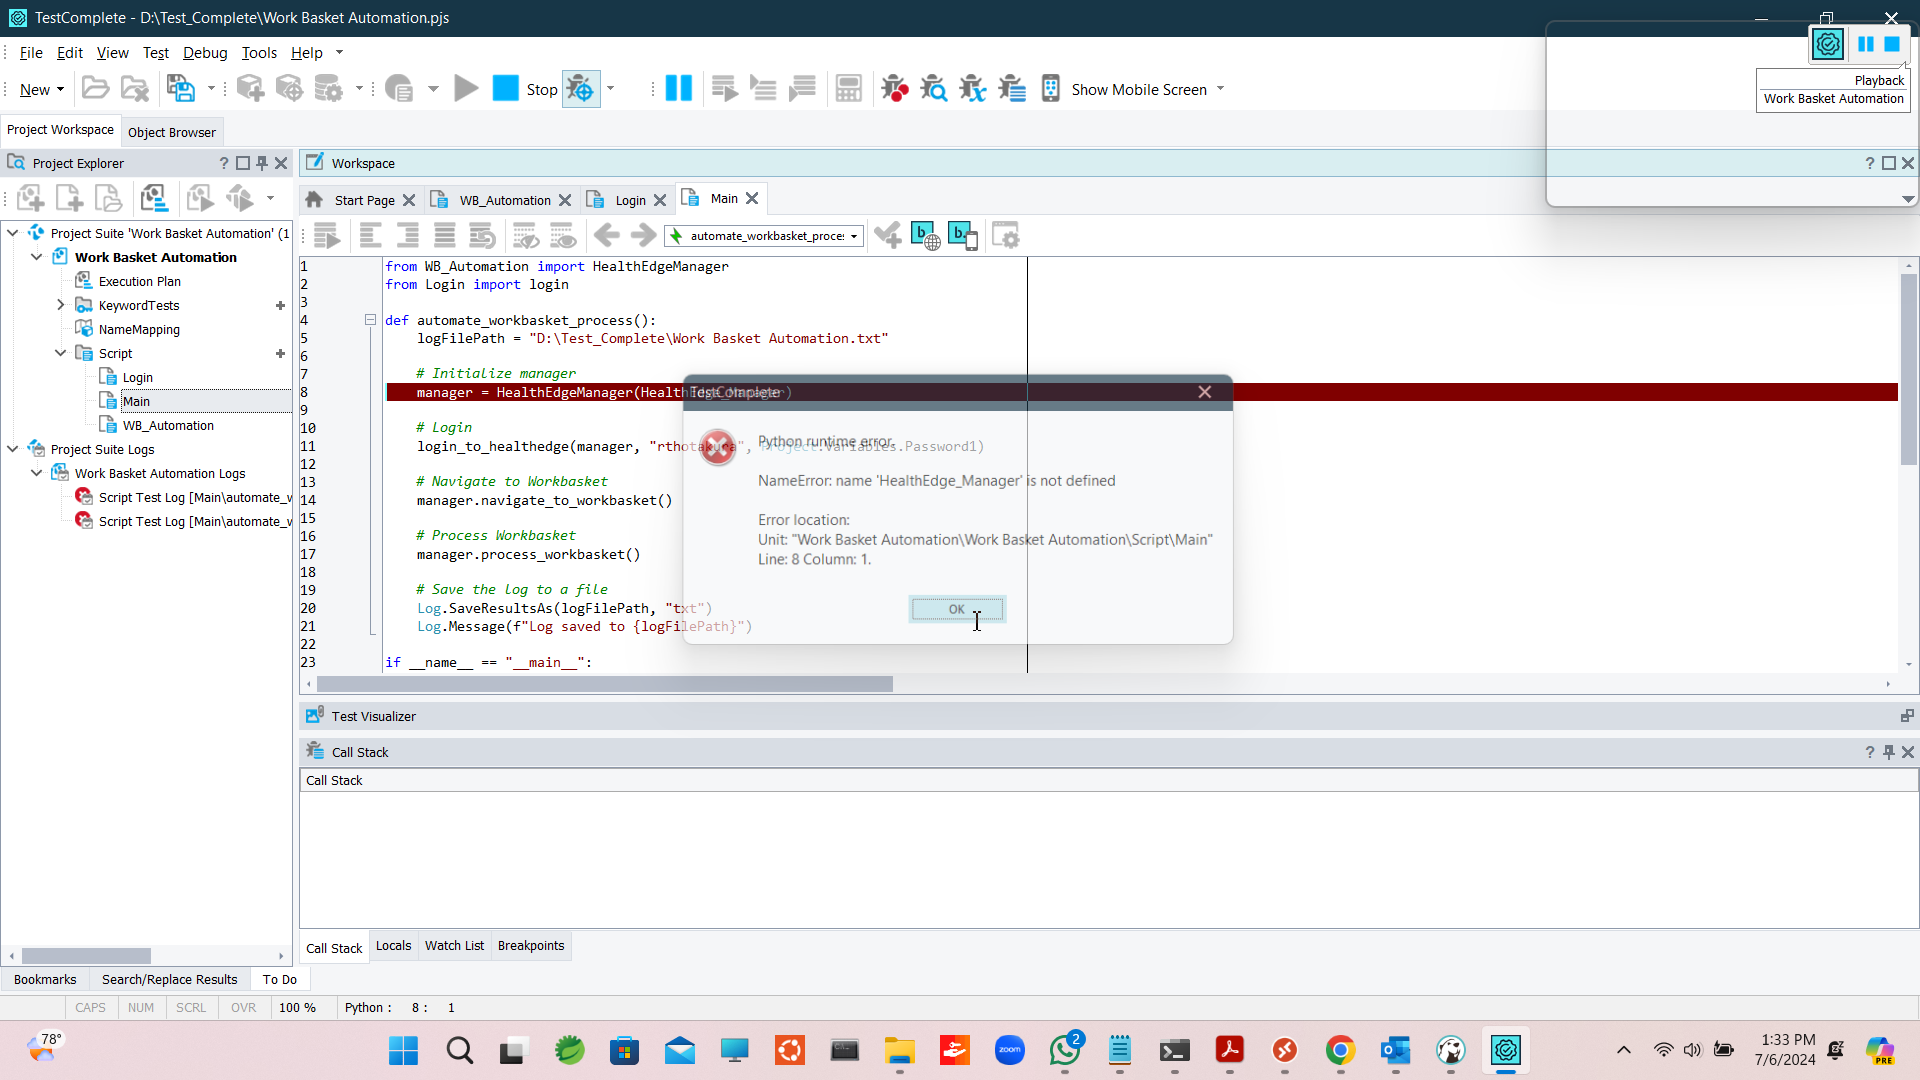 TestComplete - D:\Test_Complete\Work Basket Automation.pjs
File Edit View Test Debug Tools Help
New Stop Show Mobile Screen
Playback
Work Basket Automation
Project Workspace Object Browser
Project Explorer ?
Workspace ?
Start Page WB_Automation Login Main
automate_workbasket_proce:
b b.
Project Suite 'Work Basket Automation' (1
Work Basket Automation
Execution Plan
KeywordTests
NameMapping
Script
Login
Main
WB_Automation
Project Suite Logs
Work Basket Automation Logs
Script Test Log [Main\automate_w
Script Test Log [Main\automate_w
1 from WB_Automation import HealthEdgeManager
2 from Login import login
3
4 def automate_workbasket_process():
5 logFilePath = "D:\Test_Complete\Work Basket Automation.txt"
6
7 # Initialize manager
8 manager = HealthEdgeManager(HealthEdge_Manager)
9
10 # Login
11 login_to_healthedge(manager, "rthotakura", Project.Variables.Password1)
12
13 # Navigate to Workbasket
14 manager.navigate_to_workbasket()
15
16 # Process Workbasket
17 manager.process_workbasket()
18
19 # Save the log to a file
20 Log.SaveResultsAs(logFilePath, "txt")
21 Log.Message(f"Log saved to {logFilePath}")
22
23 if __name__ == "__main__":
TestComplete
Python runtime error.
NameError: name 'HealthEdge_Manager' is not defined
Error location:
Unit: "Work Basket Automation\Work Basket Automation\Script\Main"
Line: 8 Column: 1.
OK
Test Visualizer
Call Stack ?
Call Stack
Call Stack Locals Watch List Breakpoints
Bookmarks Search/Replace Results To Do
CAPS NUM SCRL OVR 100 % Python : 8 : 1
78°
zoom
2
1:33 PM
7/6/2024
PRE